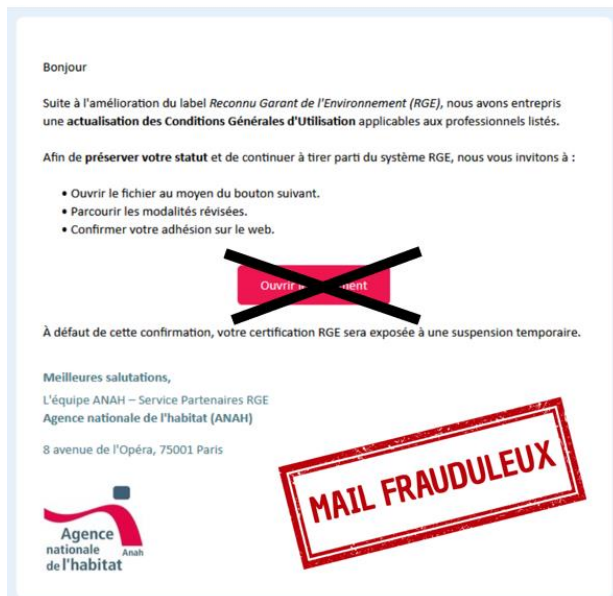 Bonjour
Suite à l'amélioration du label Reconnu Garant de l'Environnement (RGE), nous avons entrepris
une actualisation des Conditions Générales d'Utilisation applicables aux professionnels listés.
Afin de préserver votre statut et de continuer à tirer parti du système RGE, nous vous invitons à :
• Ouvrir le fichier au moyen du bouton suivant.
• Parcourir les modalités révisées.
• Confirmer votre adhésion sur le web.
Ouvrir
À défaut de cette confirmation, votre certification RGE sera exposée à une suspension temporaire.
Meilleures salutations,
L'équipe ANAH – Service Partenaires RGE
Agence nationale de l'habitat (ANAH)
8 avenue de l'Opéra, 75001 Paris
MAIL FRAUDULEUX
Agence
nationale Anah
de l'habitat